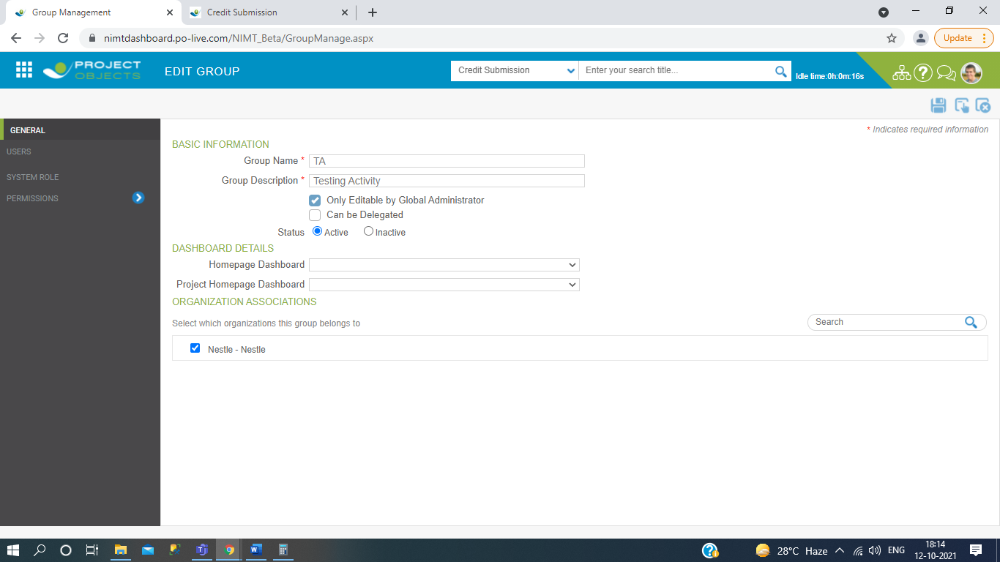 Group Management
Credit Submission
nimtdashboard.po-live.com/NIMT_Beta/GroupManage.aspx
Update
PROJECT
OBJECTS
EDIT GROUP
Credit Submission
Enter your search title...
Idle time:0h:0m:16s
GENERAL
USERS
SYSTEM ROLE
PERMISSIONS
* Indicates required information
BASIC INFORMATION
Group Name * TA
Group Description * Testing Activity
Only Editable by Global Administrator
Can be Delegated
Status Active Inactive
DASHBOARD DETAILS
Homepage Dashboard
Project Homepage Dashboard
ORGANIZATION ASSOCIATIONS
Select which organizations this group belongs to
Search
Nestle - Nestle
28°C Haze
ENG
18:14
12-10-2021